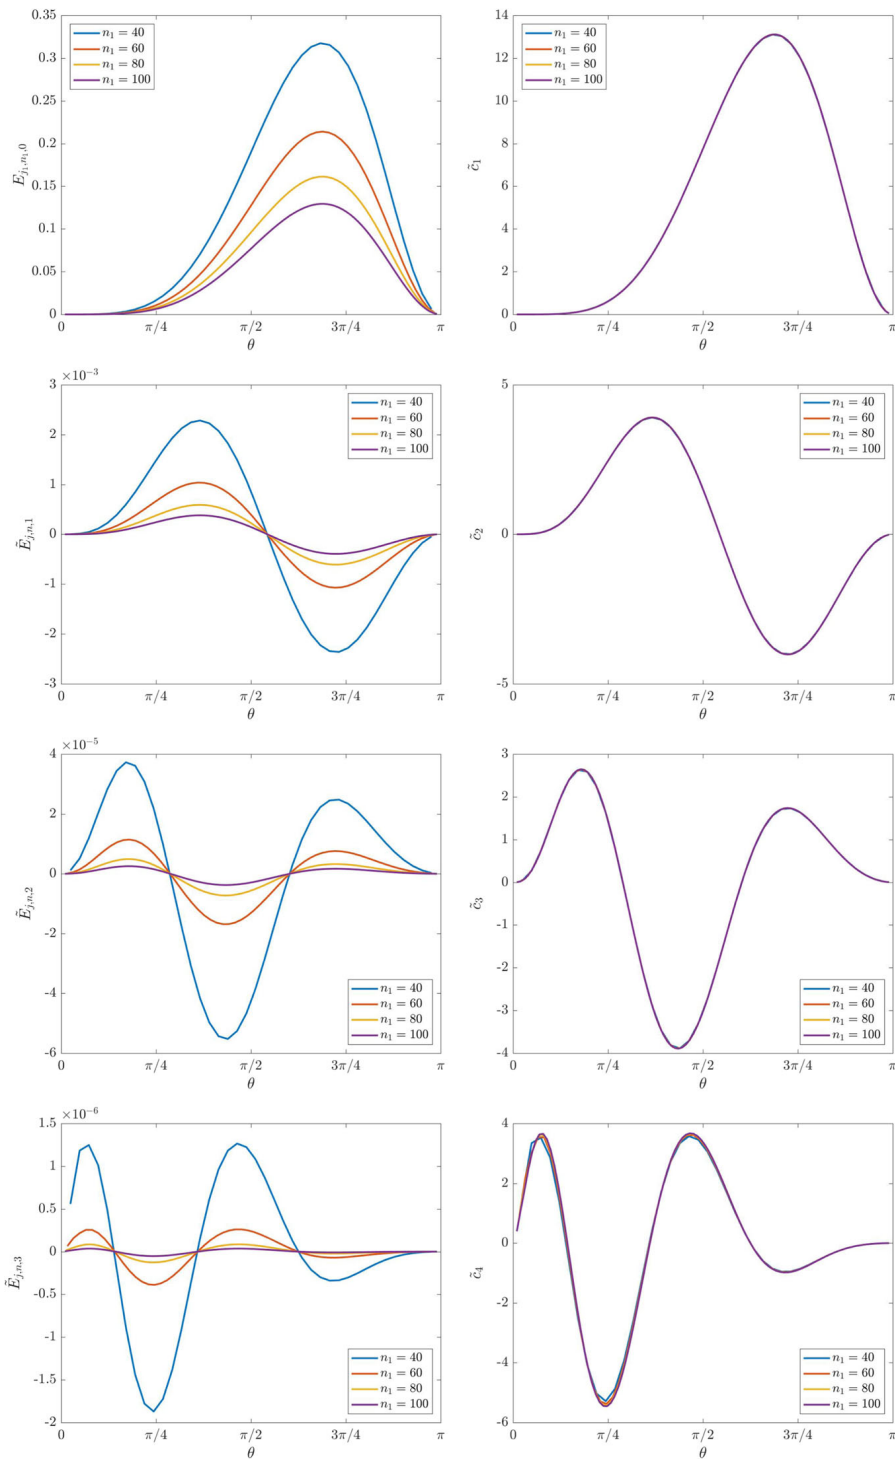 0.35
0.3
0.25
0.2
0.15
0.1
0.05
0
E_{j_1,n_1,0}
n_1 = 40
n_1 = 60
n_1 = 80
n_1 = 100
0 π/4 π/2 3π/4 π
θ
14
12
10
8
6
4
2
0
c̃_1
n_1 = 40
n_1 = 60
n_1 = 80
n_1 = 100
0 π/4 π/2 3π/4 π
θ
×10^{-3}
3
2
1
0
-1
-2
-3
Ẽ_{j,n,1}
n_1 = 40
n_1 = 60
n_1 = 80
n_1 = 100
0 π/4 π/2 3π/4 π
θ
5
0
-5
c̃_2
n_1 = 40
n_1 = 60
n_1 = 80
n_1 = 100
0 π/4 π/2 3π/4 π
θ
×10^{-5}
4
2
0
-2
-4
-6
Ẽ_{j,n,2}
n_1 = 40
n_1 = 60
n_1 = 80
n_1 = 100
0 π/4 π/2 3π/4 π
θ
3
2
1
0
-1
-2
-3
-4
c̃_3
n_1 = 40
n_1 = 60
n_1 = 80
n_1 = 100
0 π/4 π/2 3π/4 π
θ
×10^{-6}
1.5
1
0.5
0
-0.5
-1
-1.5
-2
Ẽ_{j,n,3}
n_1 = 40
n_1 = 60
n_1 = 80
n_1 = 100
0 π/4 π/2 3π/4 π
θ
4
2
0
-2
-4
-6
c̃_4
n_1 = 40
n_1 = 60
n_1 = 80
n_1 = 100
0 π/4 π/2 3π/4 π
θ